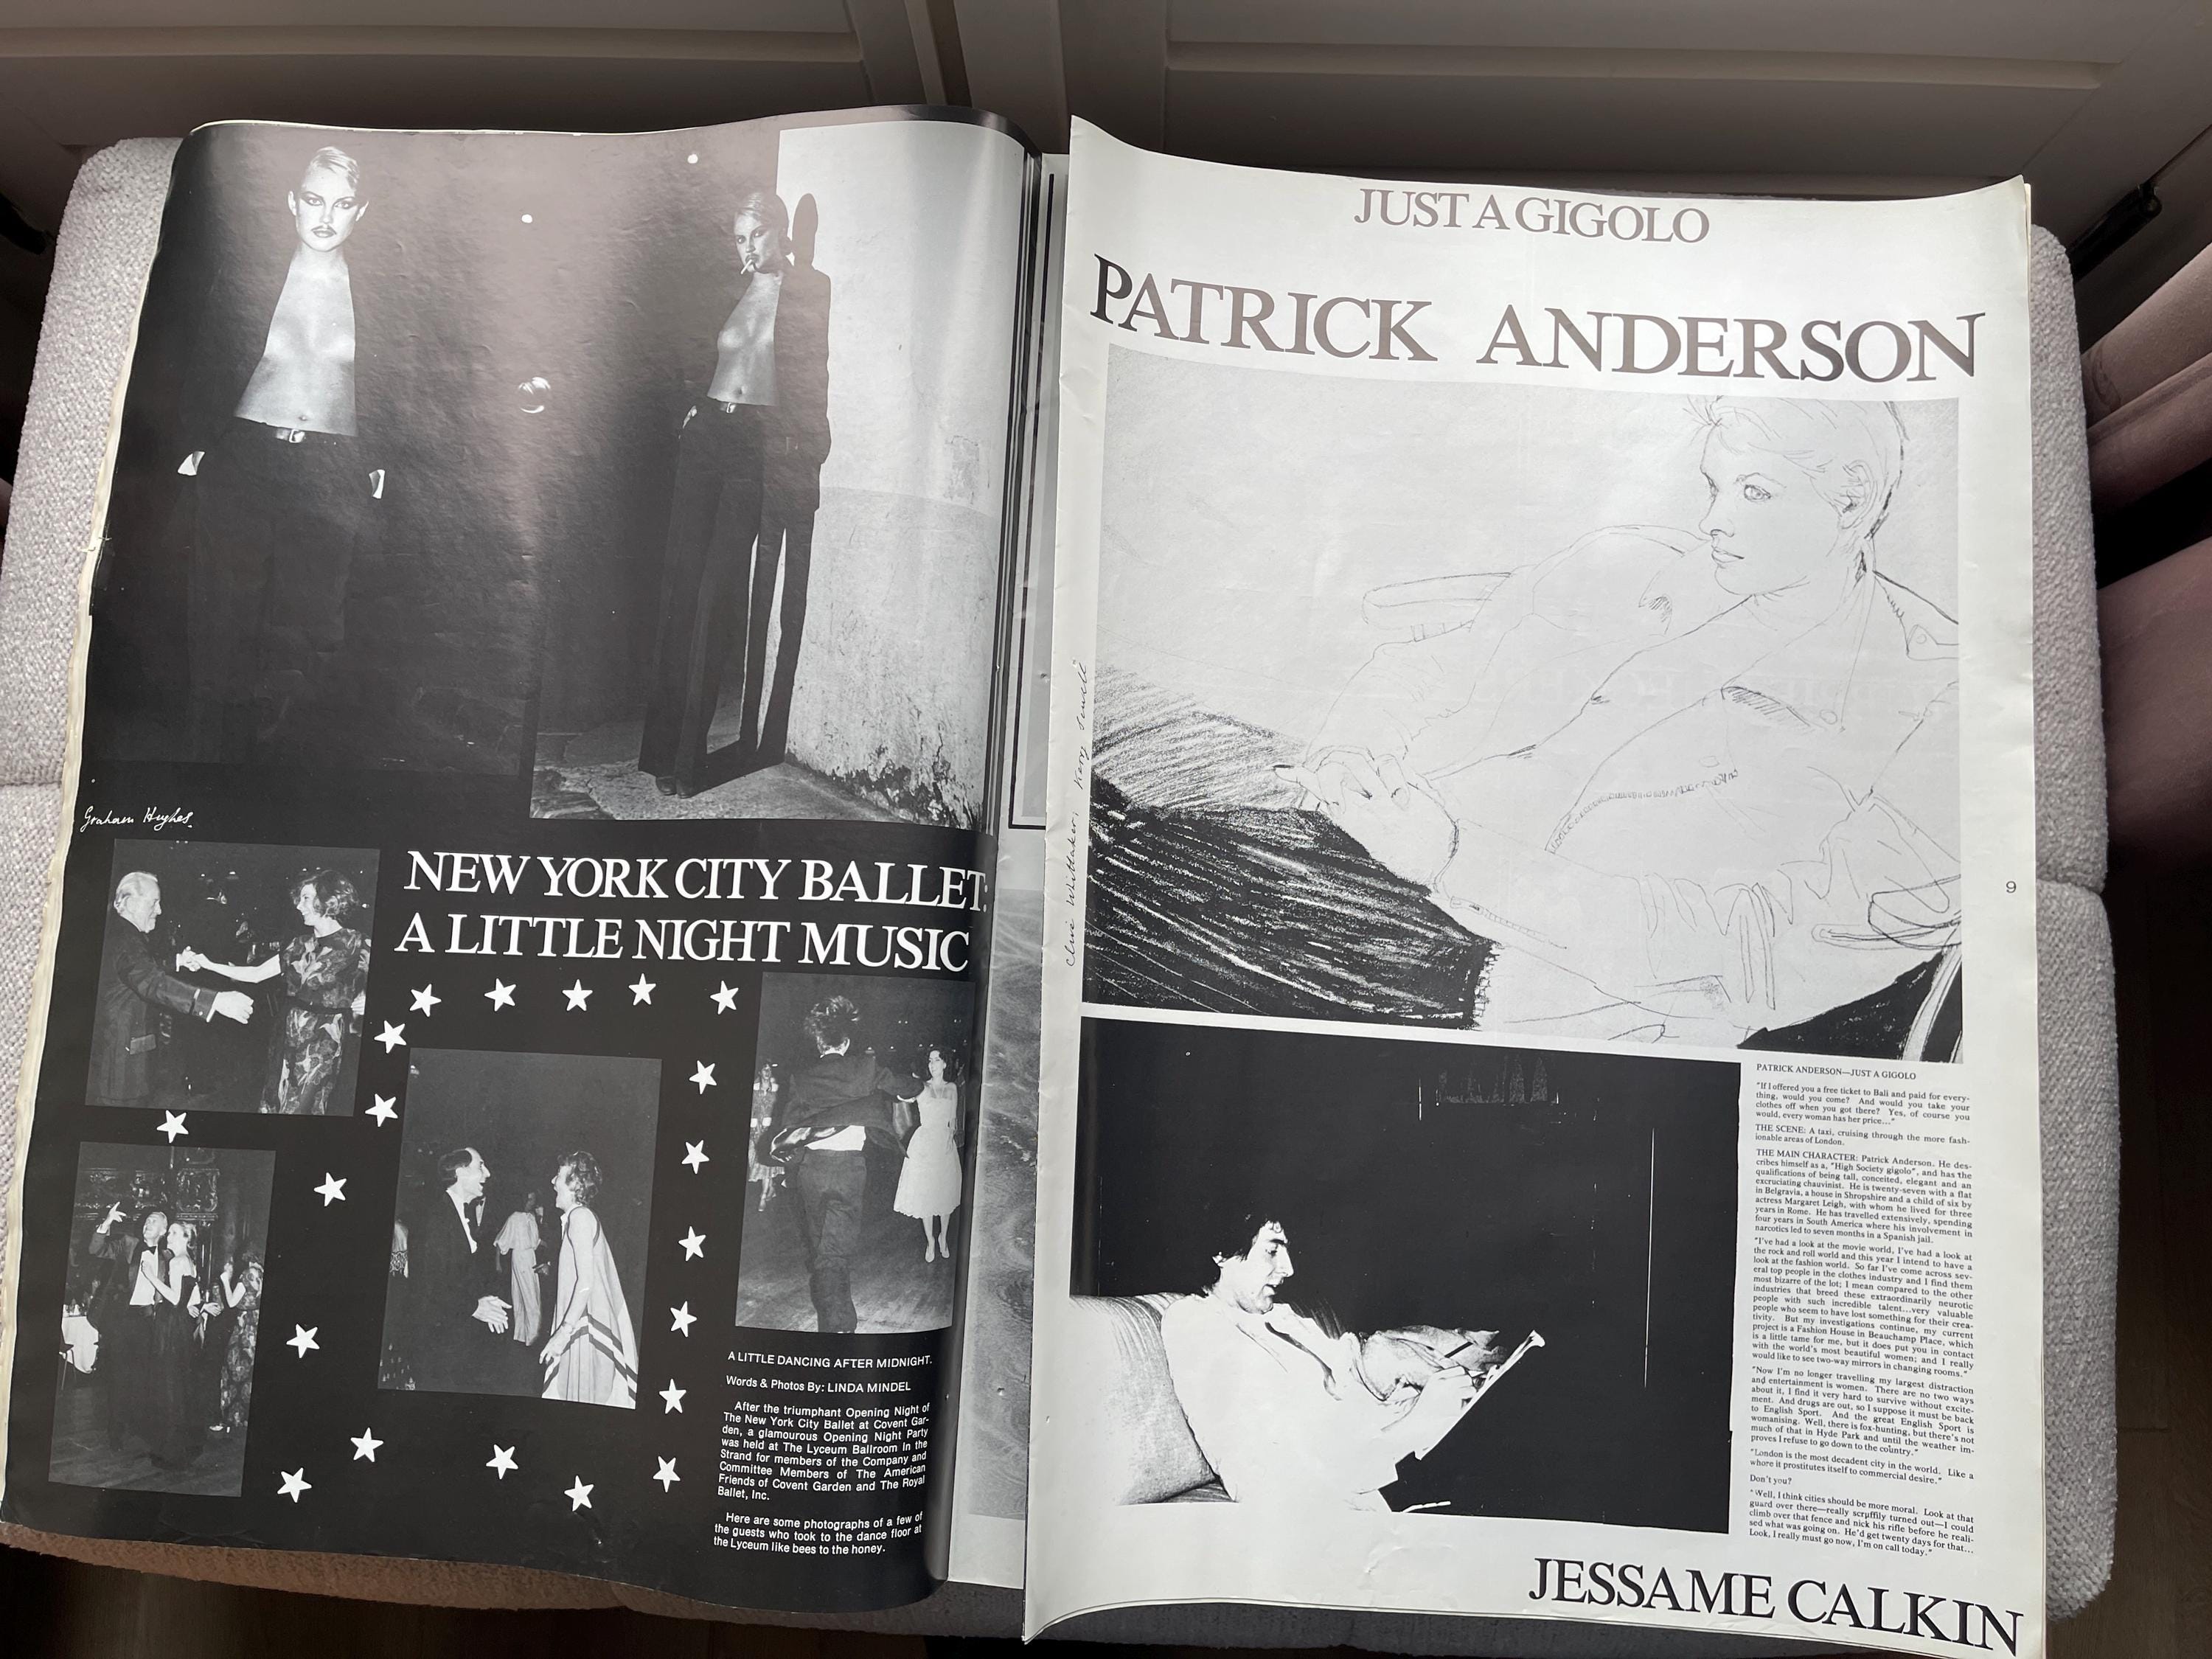 Graham Hughes.
NEW YORK CITY BALLET:
A LITTLE NIGHT MUSIC
A LITTLE DANCING AFTER MIDNIGHT.
Words & Photos By: LINDA MINDEL
After the triumphant Opening Night of
The New York City Ballet at Covent Gar-
den, a glamourous Opening Night Party
was held at The Lyceum Ballroom in the
Strand for members of the Company and
Committee Members of The American
Friends of Covent Garden and The Royal
Ballet, Inc.
Here are some photographs of a few of
the guests who took to the dance floor at
the Lyceum like bees to the honey.
JUST A GIGOLO
PATRICK ANDERSON
Clive Whittaker; Kerry Sewell
9
PATRICK ANDERSON—JUST A GIGOLO
"If I offered you a free ticket to Bali and paid for every-
thing, would you come? And would you take your
clothes off when you got there? Yes, of course you
would, every woman has her price..."
THE SCENE: A taxi, cruising through the more fash-
ionable areas of London.
THE MAIN CHARACTER: Patrick Anderson. He des-
cribes himself as a, "High Society gigolo", and has the
qualifications of being tall, conceited, elegant and an
excruciating chauvinist. He is twenty-seven with a flat
in Belgravia, a house in Shropshire and a child of six by
actress Margaret Leigh, with whom he lived for three
years in Rome. He has travelled extensively, spending
four years in South America where his involvement in
narcotics led to seven months in a Spanish jail.
"I've had a look at the movie world, I've had a look at
the rock and roll world and this year I intend to have a
look at the fashion world. So far I've come across sev-
eral top people in the clothes industry and I find them
most bizarre of the lot; I mean compared to the other
industries that breed these extraordinarily neurotic
people with such incredible talent...very valuable
people who seem to have lost something for their crea-
tivity. But my investigations continue, my current
project is a Fashion House in Beauchamp Place, which
is a little tame for me, but it does put you in contact
with the world's most beautiful women; and I really
would like to see two-way mirrors in changing rooms."
"Now I'm no longer travelling my largest distraction
and entertainment is women. There are no two ways
about it, I find it very hard to survive without excite-
ment. And drugs are out, so I suppose it must be back
to English Sport. And the great English Sport is
womanising. Well, there is fox-hunting, but there's not
much of that in Hyde Park and until the weather im-
proves I refuse to go down to the country."
"London is the most decadent city in the world. Like a
whore it prostitutes itself to commercial desire."
Don't you?
"Well, I think cities should be more moral. Look at that
guard over there—really scruffily turned out—I could
climb over that fence and nick his rifle before he reali-
sed what was going on. He'd get twenty days for that...
Look, I really must go now, I'm on call today."
JESSAME CALKIN